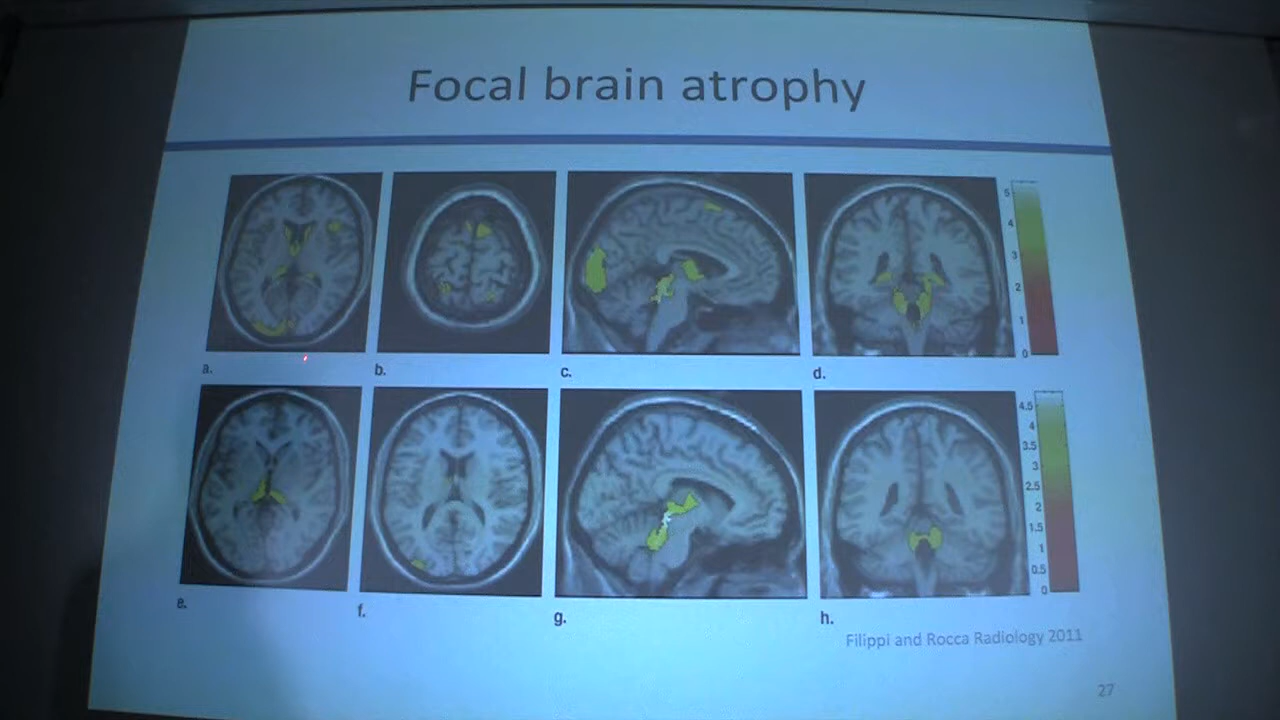 Focal brain atrophy
5
4
3
2
1
0
a.
b.
c.
d.
4.5
4
3.5
3
2.5
2
1.5
1
0.5
0
e.
f.
g.
h.
Filippi and Rocca Radiology 2011
27